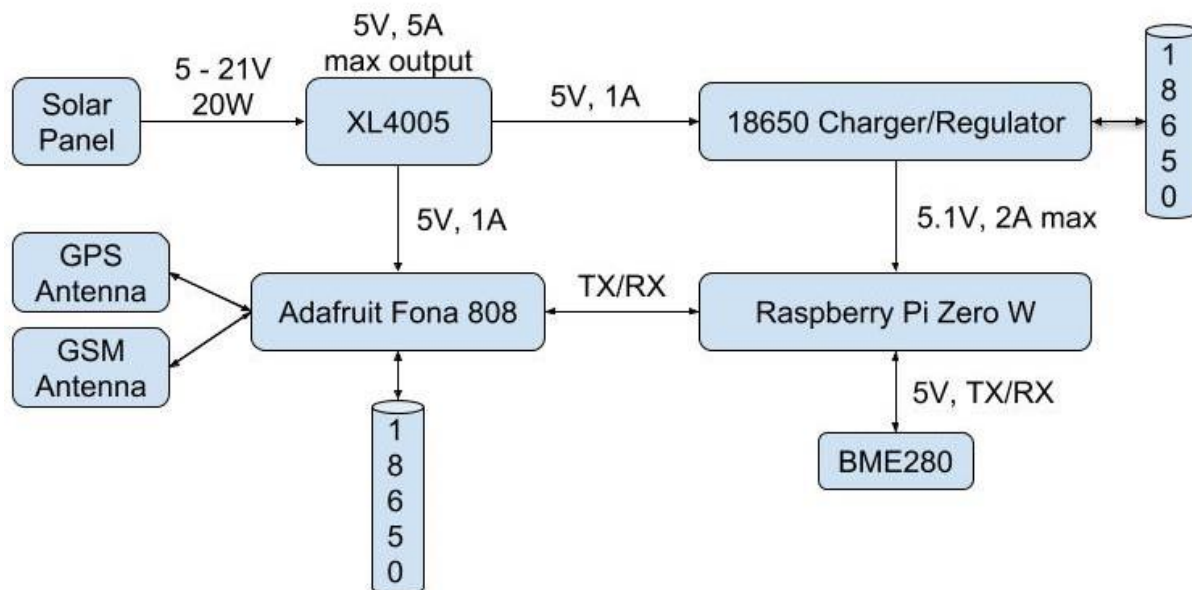 5V, 5A
max output
5 - 21V
20W
Solar
Panel
XL4005
5V, 1A
18650 Charger/Regulator
1
8
6
5
0
5V, 1A
5.1V, 2A max
GPS
Antenna
GSM
Antenna
Adafruit Fona 808
TX/RX
Raspberry Pi Zero W
5V, TX/RX
BME280
1
8
6
5
0